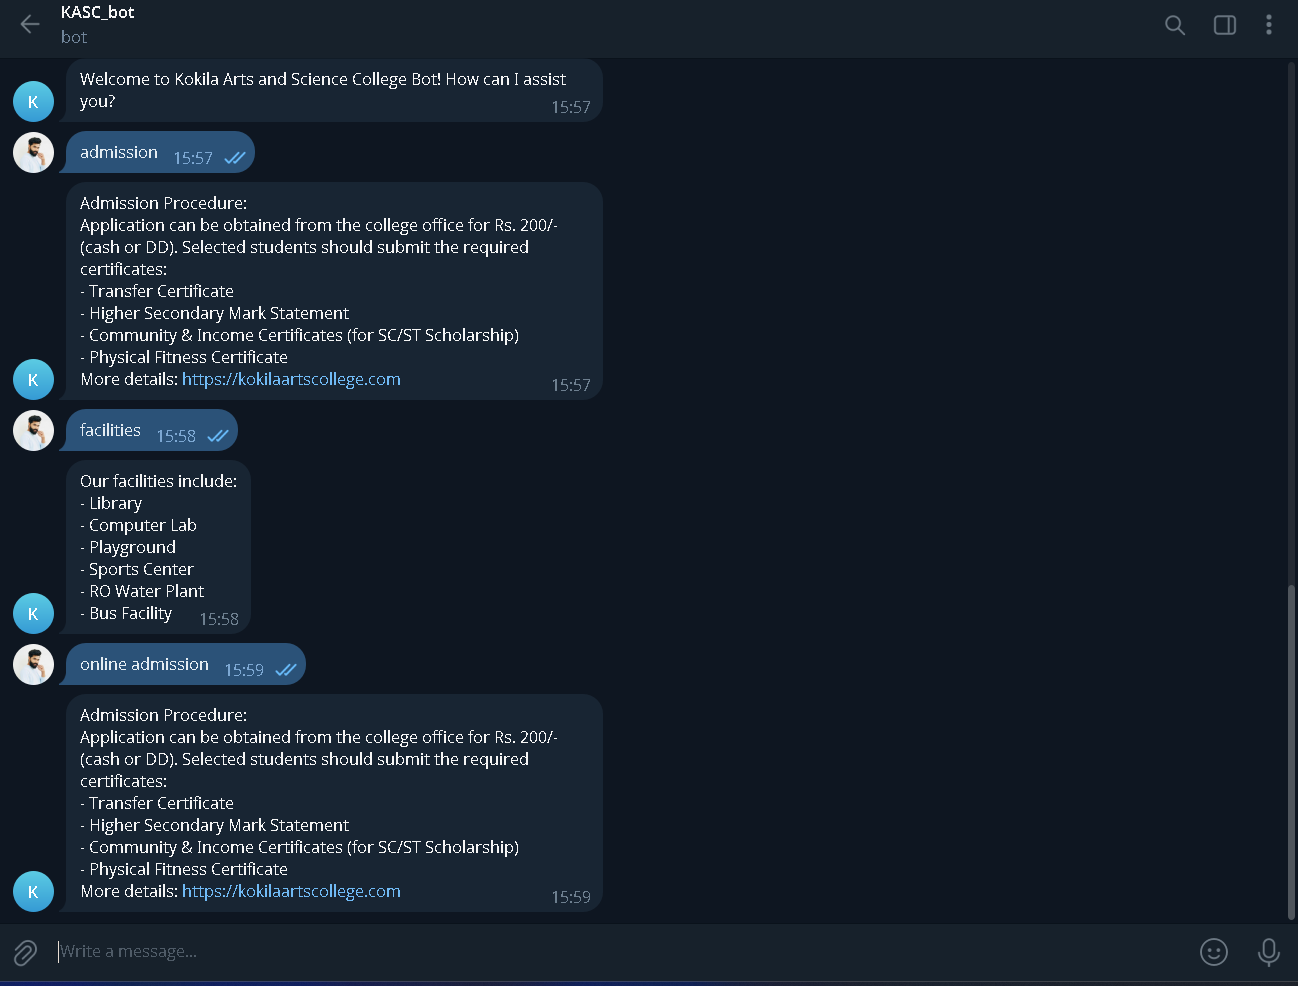 KASC_bot
bot
Welcome to Kokila Arts and Science College Bot! How can I assist
you?
15:57
K
admission 15:57
Admission Procedure:
Application can be obtained from the college office for Rs. 200/-
(cash or DD). Selected students should submit the required
certificates:
- Transfer Certificate
- Higher Secondary Mark Statement
- Community & Income Certificates (for SC/ST Scholarship)
- Physical Fitness Certificate
More details: https://kokilaartscollege.com
15:57
K
facilities 15:58
Our facilities include:
- Library
- Computer Lab
- Playground
- Sports Center
- RO Water Plant
- Bus Facility 15:58
K
online admission 15:59
Admission Procedure:
Application can be obtained from the college office for Rs. 200/-
(cash or DD). Selected students should submit the required
certificates:
- Transfer Certificate
- Higher Secondary Mark Statement
- Community & Income Certificates (for SC/ST Scholarship)
- Physical Fitness Certificate
More details: https://kokilaartscollege.com
15:59
K
Write a message...